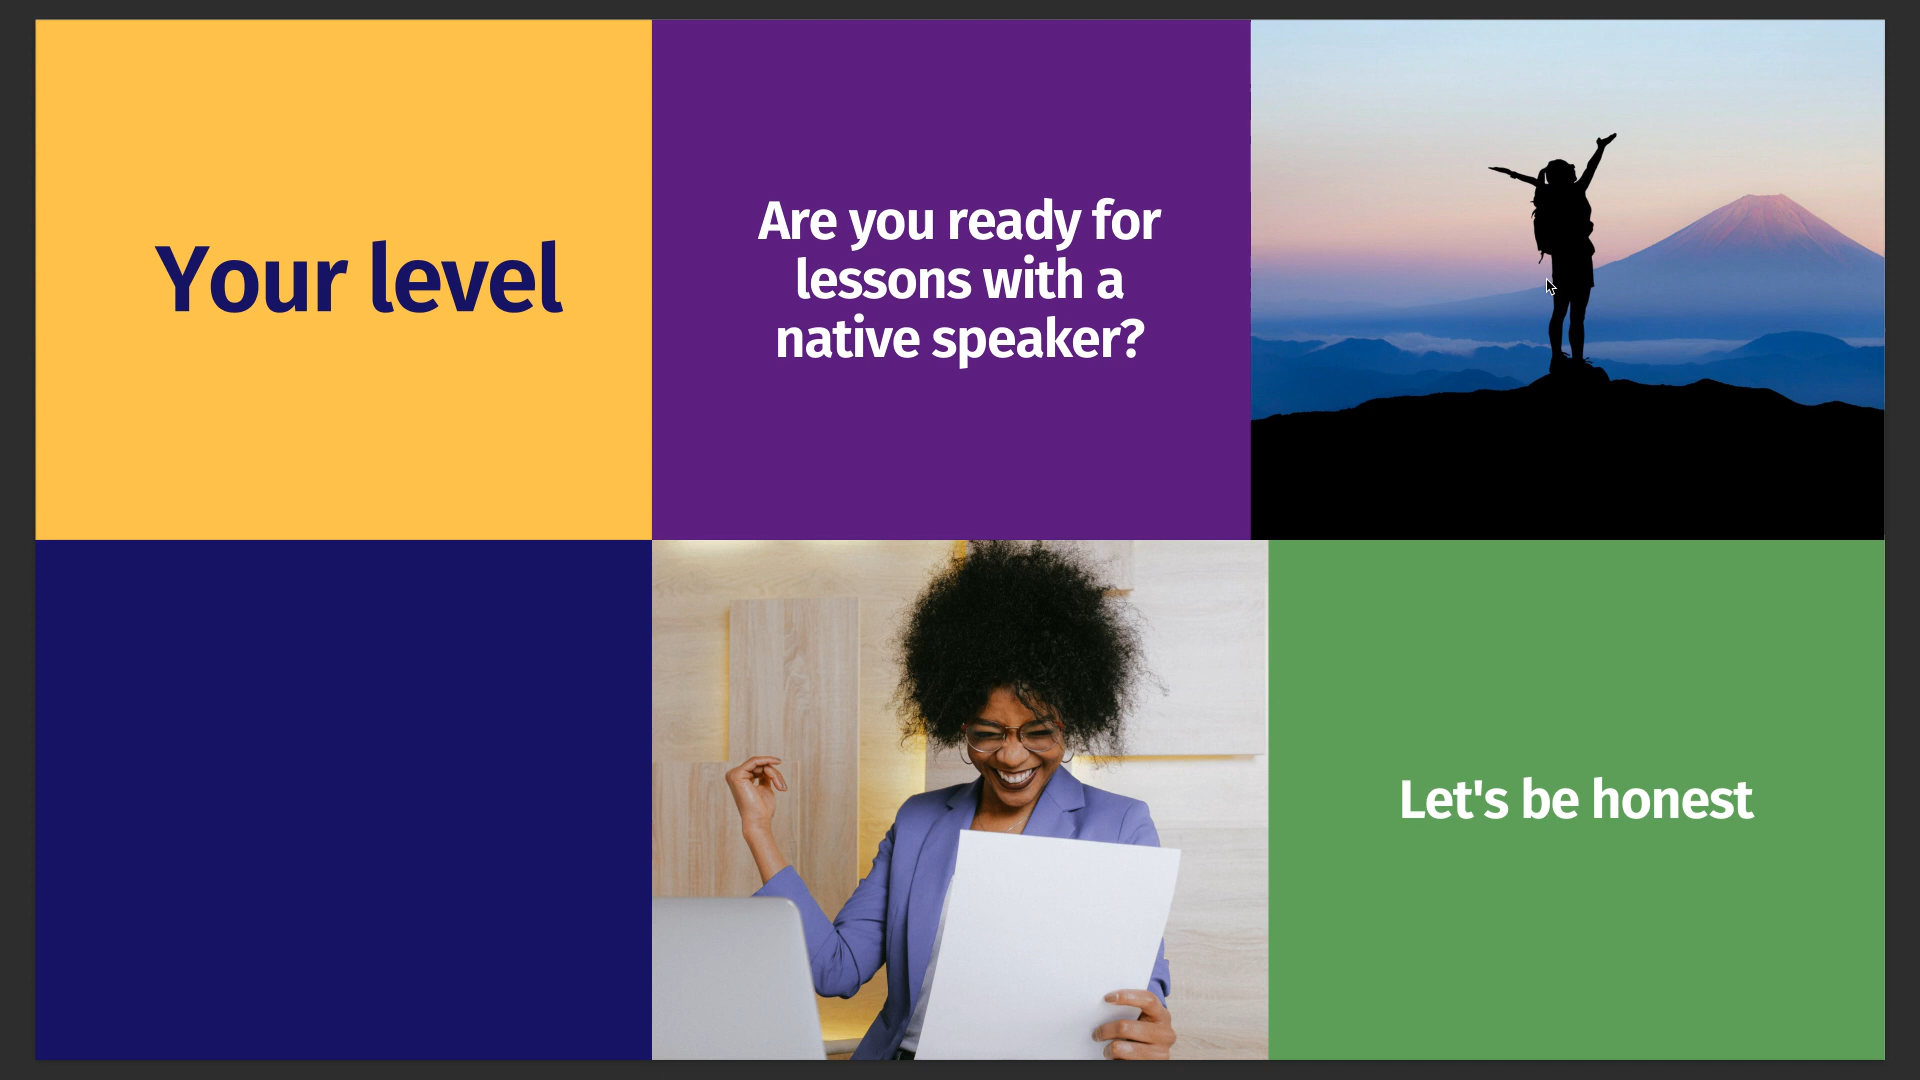 Your level
Are you ready for
lessons with a
native speaker?
Let's be honest